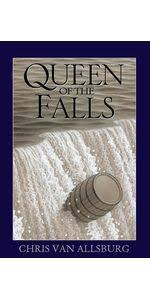 QUEEN
OF THE
FALLS
CHRIS VAN ALLSBURG